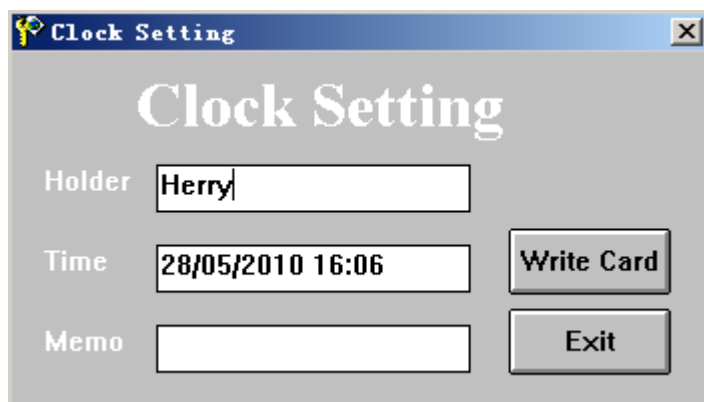 Clock Setting
Clock Setting
Holder Herry
Time 28/05/2010 16:06 Write Card
Memo Exit